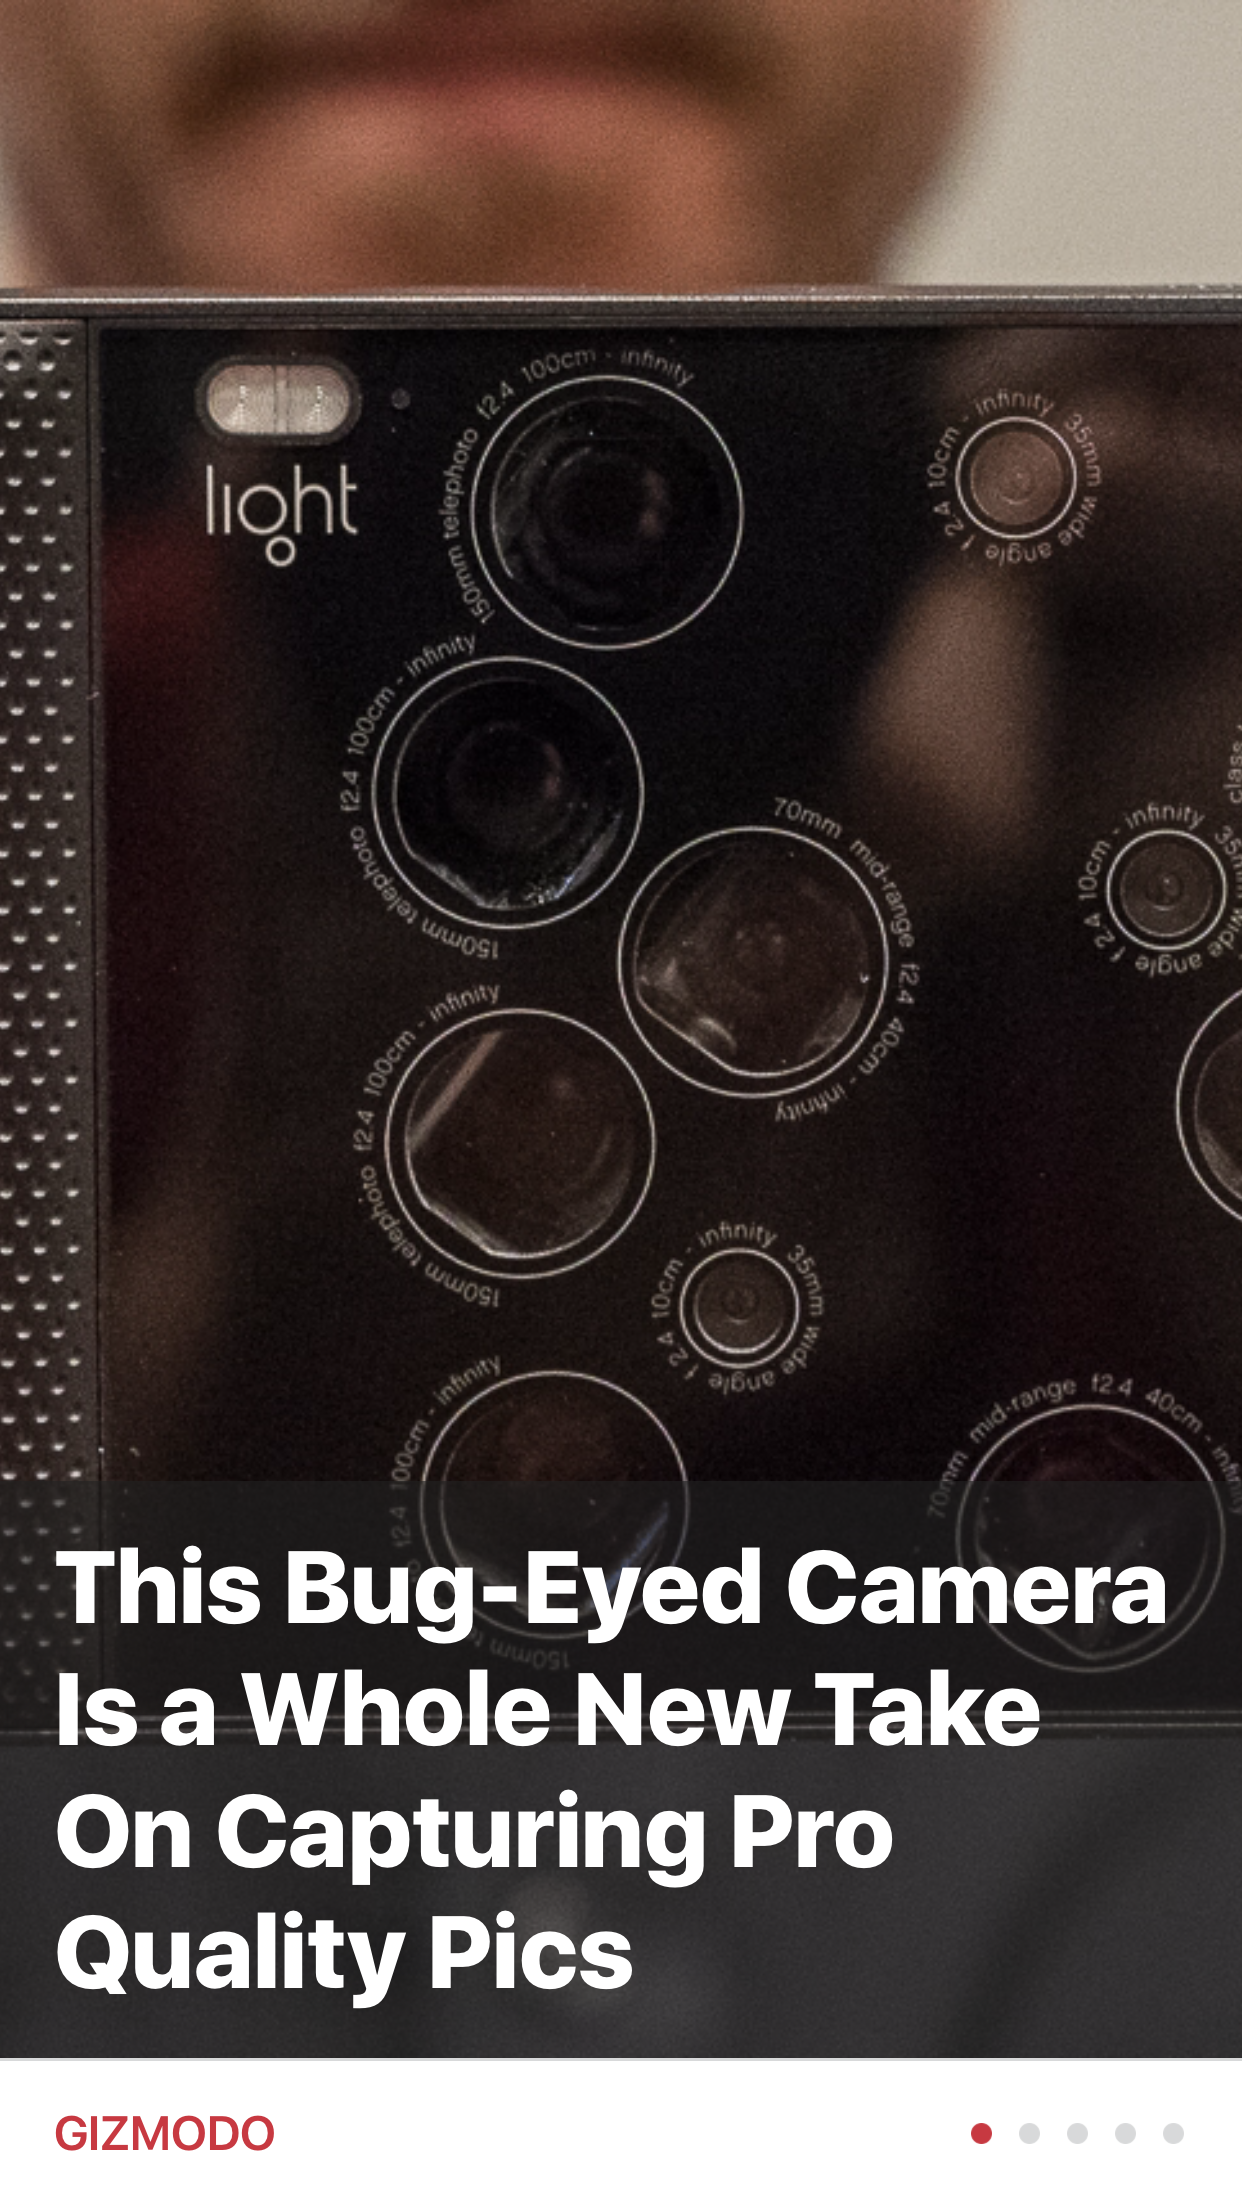 150mm telephoto f2.4 100cm - infinity
f2.4 10cm - infinity 35mm wide angle
light
150mm telephoto f2.4 100cm - infinity
70mm mid-range f2.4 40cm - infinity
f2.4 10cm - infinity 35mm wide angle
class
150mm telephoto f2.4 100cm - infinity
f2.4 10cm - infinity 35mm wide angle
150mm f2.4 100cm - infinity
70mm mid-range f2.4 40cm - infinity
This Bug-Eyed Camera
Is a Whole New Take
On Capturing Pro
Quality Pics
GIZMODO